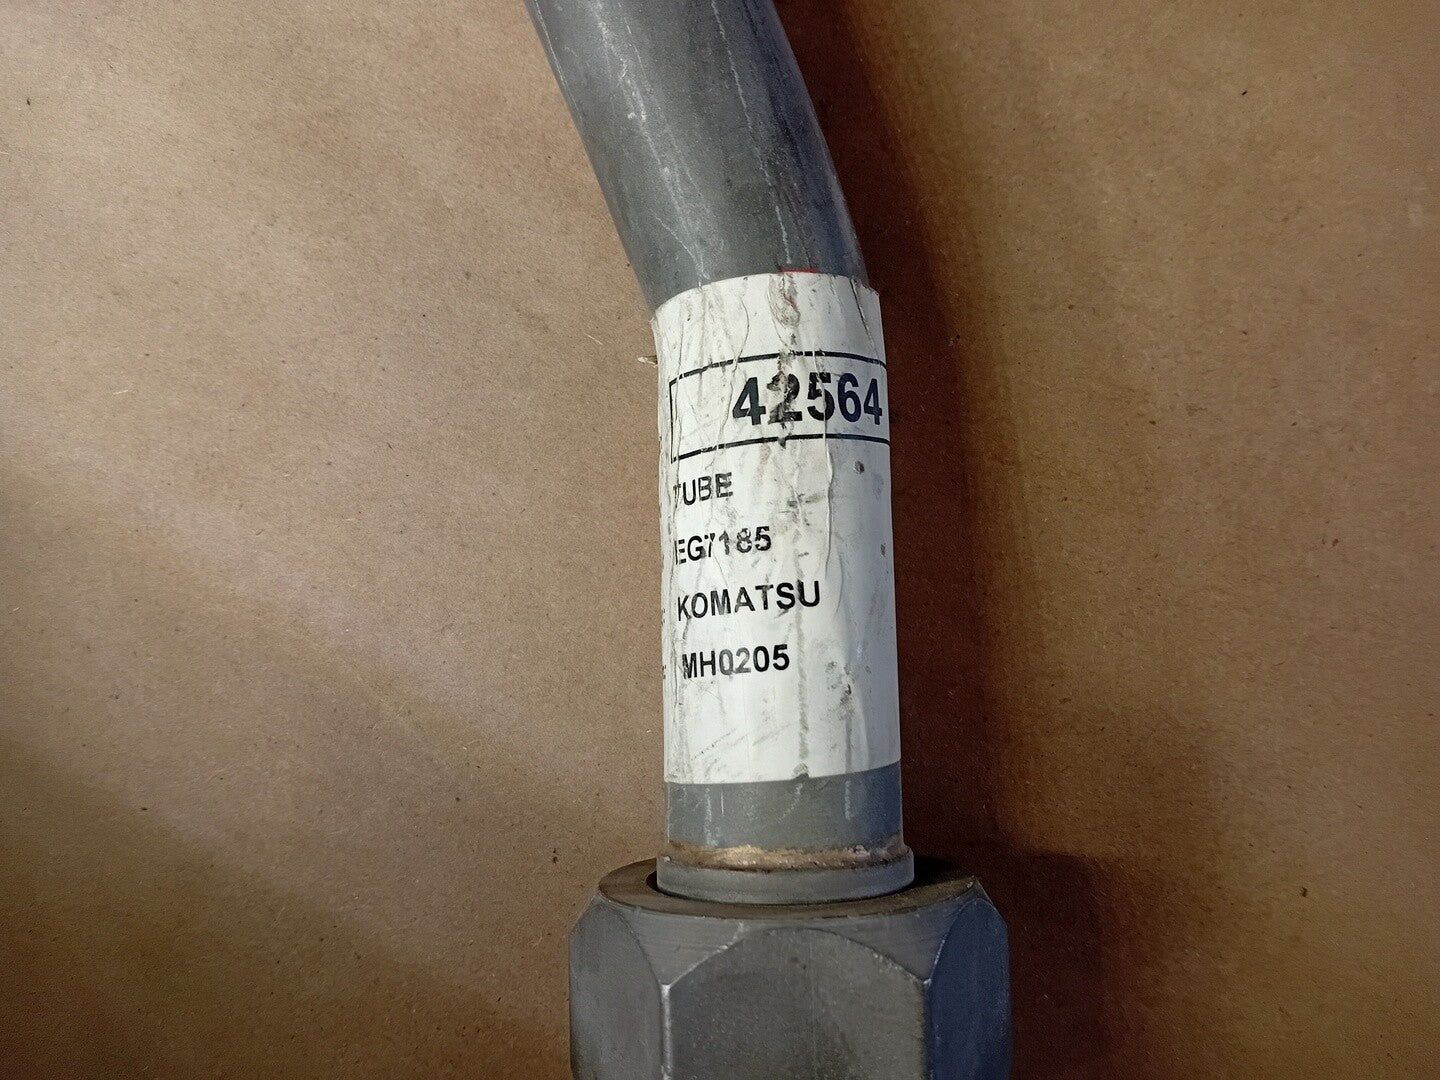 42564
TUBE
EG7185
KOMATSU
MH0205